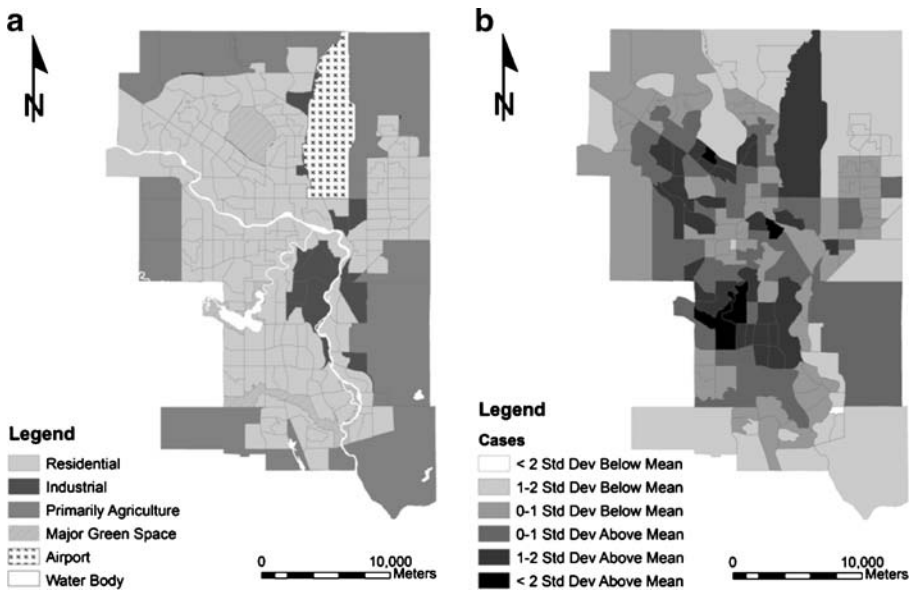 a
N
Legend
Residential
Industrial
Primarily Agriculture
Major Green Space
Airport
Water Body
0 10,000
Meters
b
N
Legend
Cases
< 2 Std Dev Below Mean
1-2 Std Dev Below Mean
0-1 Std Dev Below Mean
0-1 Std Dev Above Mean
1-2 Std Dev Above Mean
< 2 Std Dev Above Mean
0 10,000
Meters